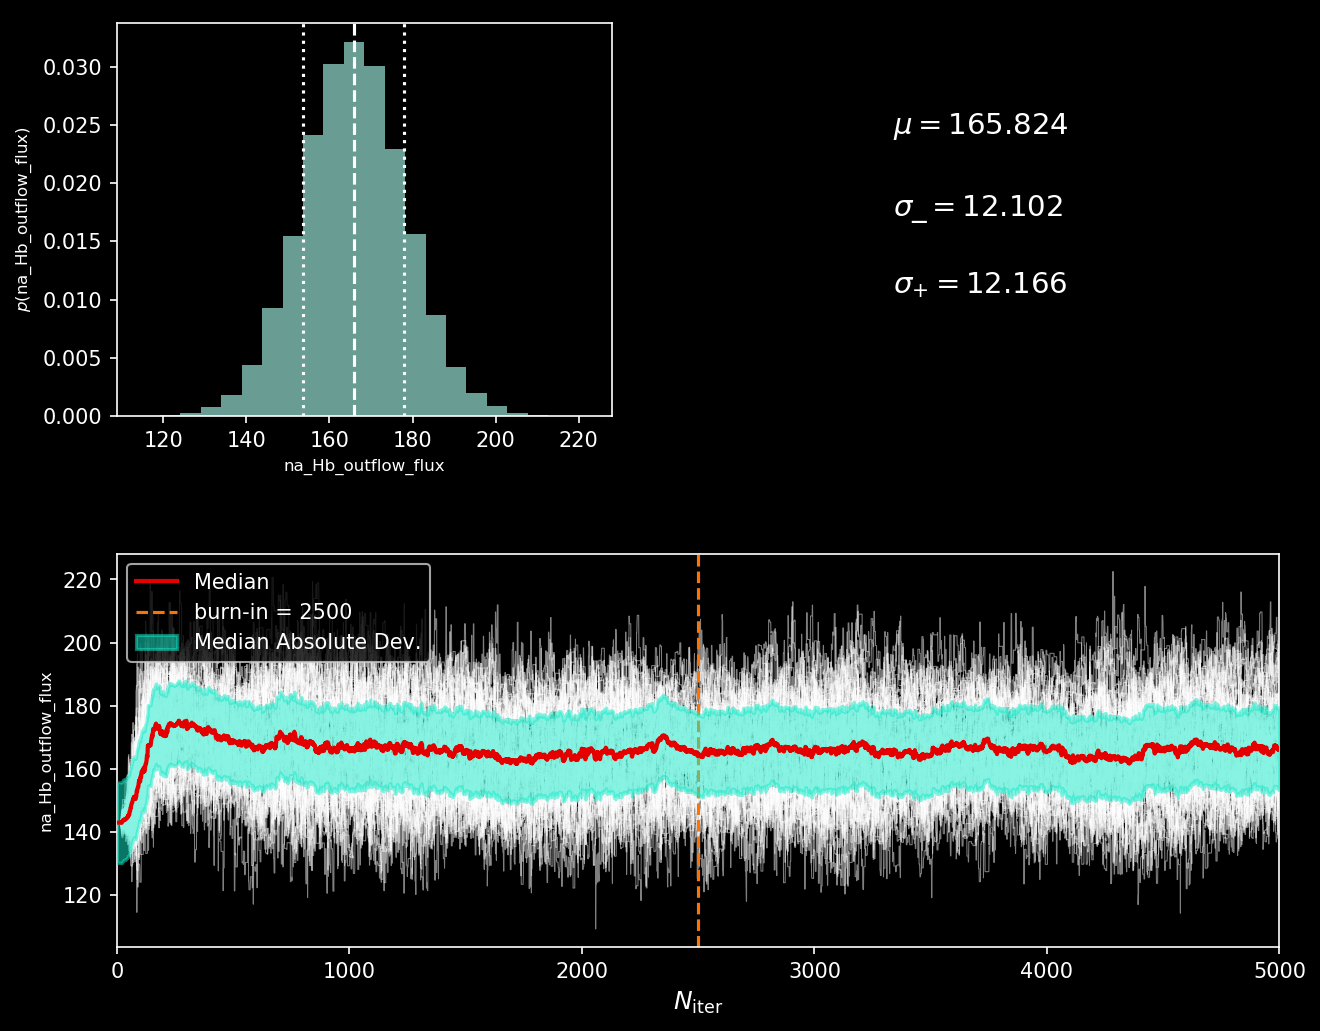 0.030
0.025
0.020
0.015
0.010
0.005
0.000
p(na_Hb_outflow_flux)
120 140 160 180 200 220
na_Hb_outflow_flux
μ = 165.824
σ₋ = 12.102
σ₊ = 12.166
220
200
180
160
140
120
na_Hb_outflow_flux
Median
burn-in = 2500
Median Absolute Dev.
0 1000 2000 3000 4000 5000
N_iter